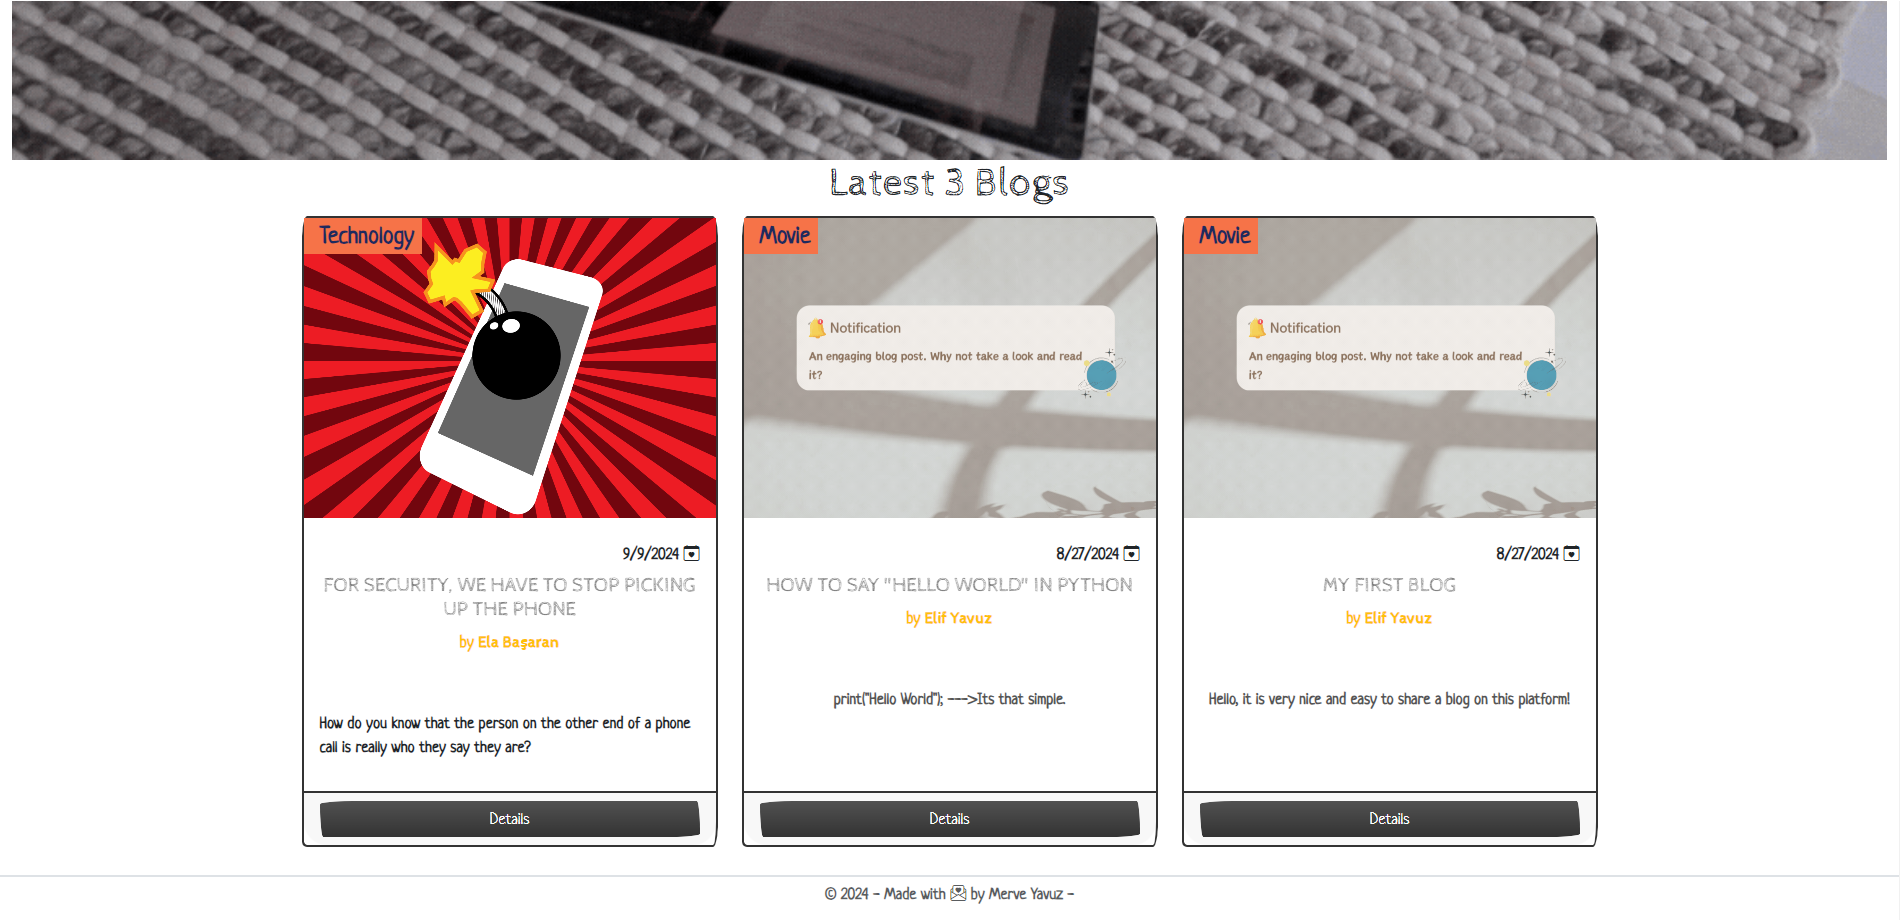 Latest 3 Blogs
Technology
9/9/2024
FOR SECURITY, WE HAVE TO STOP PICKING
UP THE PHONE
by Ela Başaran
How do you know that the person on the other end of a phone
call is really who they say they are?
Details
Movie
Notification
An engaging blog post. Why not take a look and read
it?
8/27/2024
HOW TO SAY "HELLO WORLD" IN PYTHON
by Elif Yavuz
print("Hello World"); --->Its that simple.
Details
Movie
Notification
An engaging blog post. Why not take a look and read
it?
8/27/2024
MY FIRST BLOG
by Elif Yavuz
Hello, it is very nice and easy to share a blog on this platform!
Details
© 2024 - Made with by Merve Yavuz -